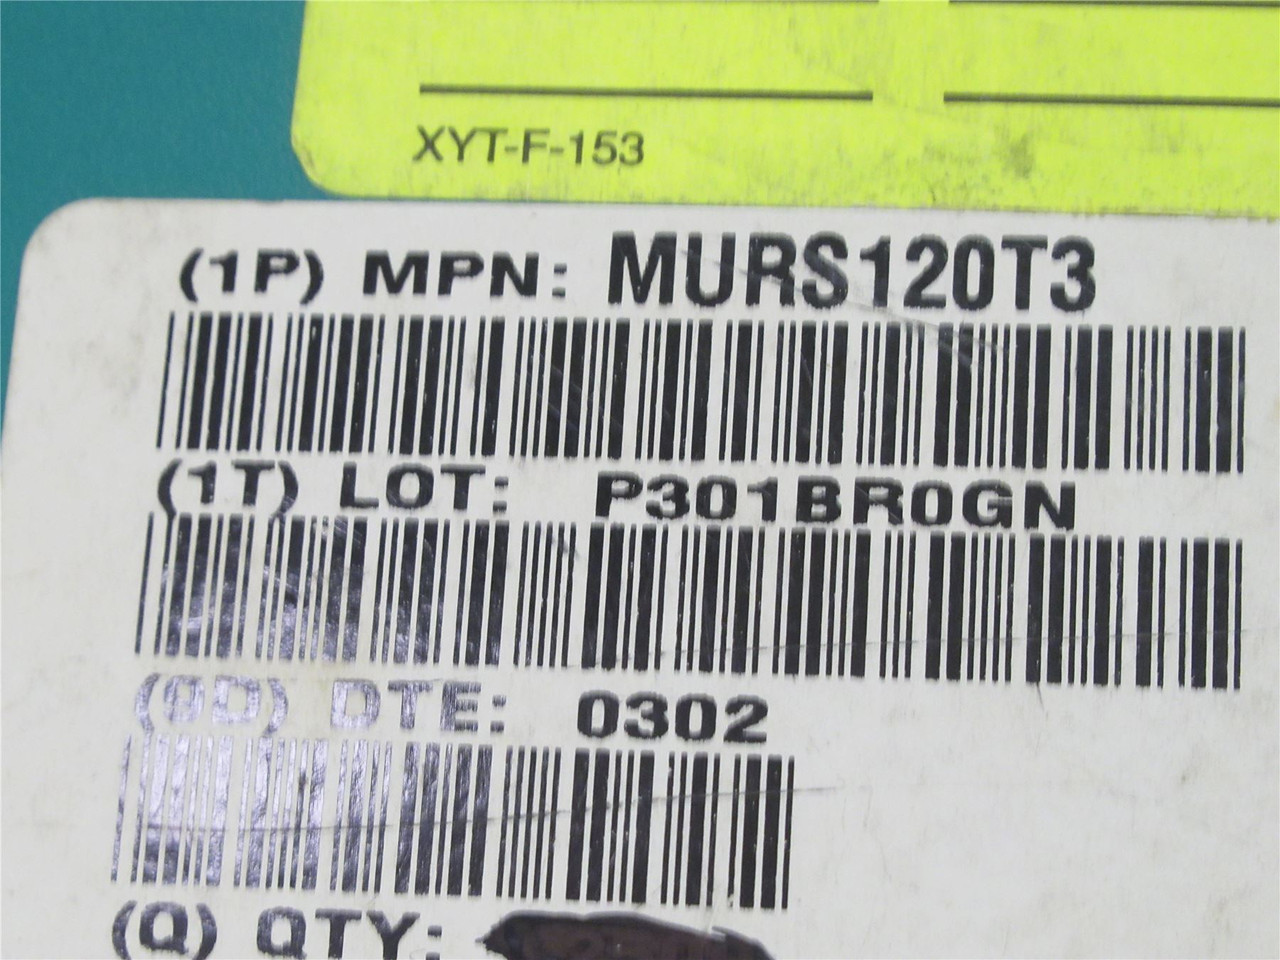 XYT-F-153
(1P) MPN: MURS120T3
(1T) LOT: P301BR0GN
(9D) DTE: 0302
(Q) QTY: